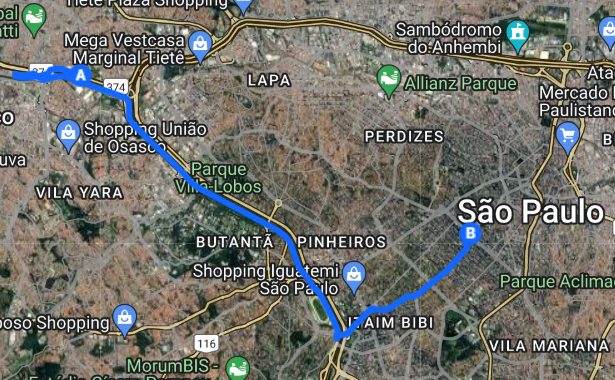 Tietê Plaza Shopping
Sambódromo
do Anhembi
Mega Vestcasa
Marginal Tietê
374
374
LAPA
Allianz Parque
Ata
Mercado
Paulistan
co
Shopping União
de Osasco
PERDIZES
B
uva
Parque
Villa-Lobos
VILA YARA
São Paulo
A
B
BUTANTÃ
PINHEIROS
Shopping Iguatemi
São Paulo
Parque Aclima
oso Shopping
ITAIM BIBI
116
VILA MARIANA
MorumBIS -